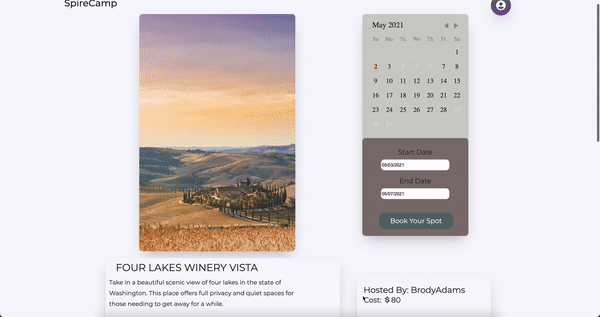 SpireCamp
May 2021
Su Mo Tu We Th Fr Sa
1
2 3 4 5 6 7 8
9 10 11 12 13 14 15
16 17 18 19 20 21 22
23 24 25 26 27 28 29
30 31
Start Date
05/03/2021
End Date
05/07/2021
Book Your Spot
FOUR LAKES WINERY VISTA
Take in a beautiful scenic view of four lakes in the state of
Washington. This place offers full privacy and quiet spaces for
those needing to get away for a while.
Hosted By: BrodyAdams
Cost: $ 80